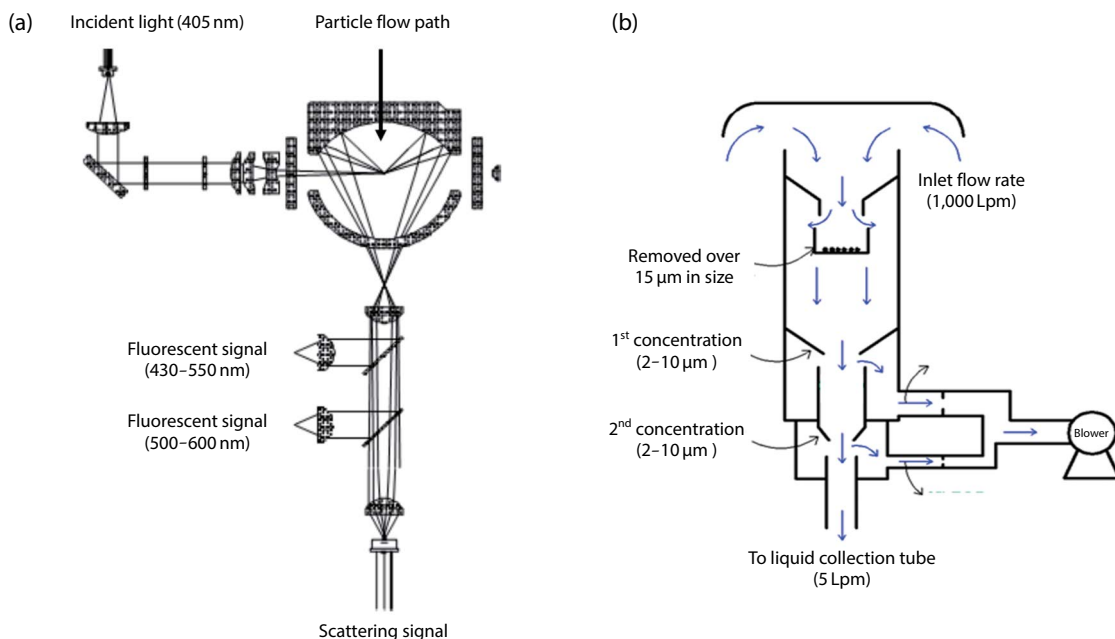 (a)
Incident light (405 nm)
Particle flow path
Fluorescent signal
(430–550 nm)
Fluorescent signal
(500–600 nm)
Scattering signal
(b)
Inlet flow rate
(1,000 Lpm)
Removed over
15 μm in size
1st concentration
(2–10 μm )
2nd concentration
(2–10 μm )
Blower
To liquid collection tube
(5 Lpm)